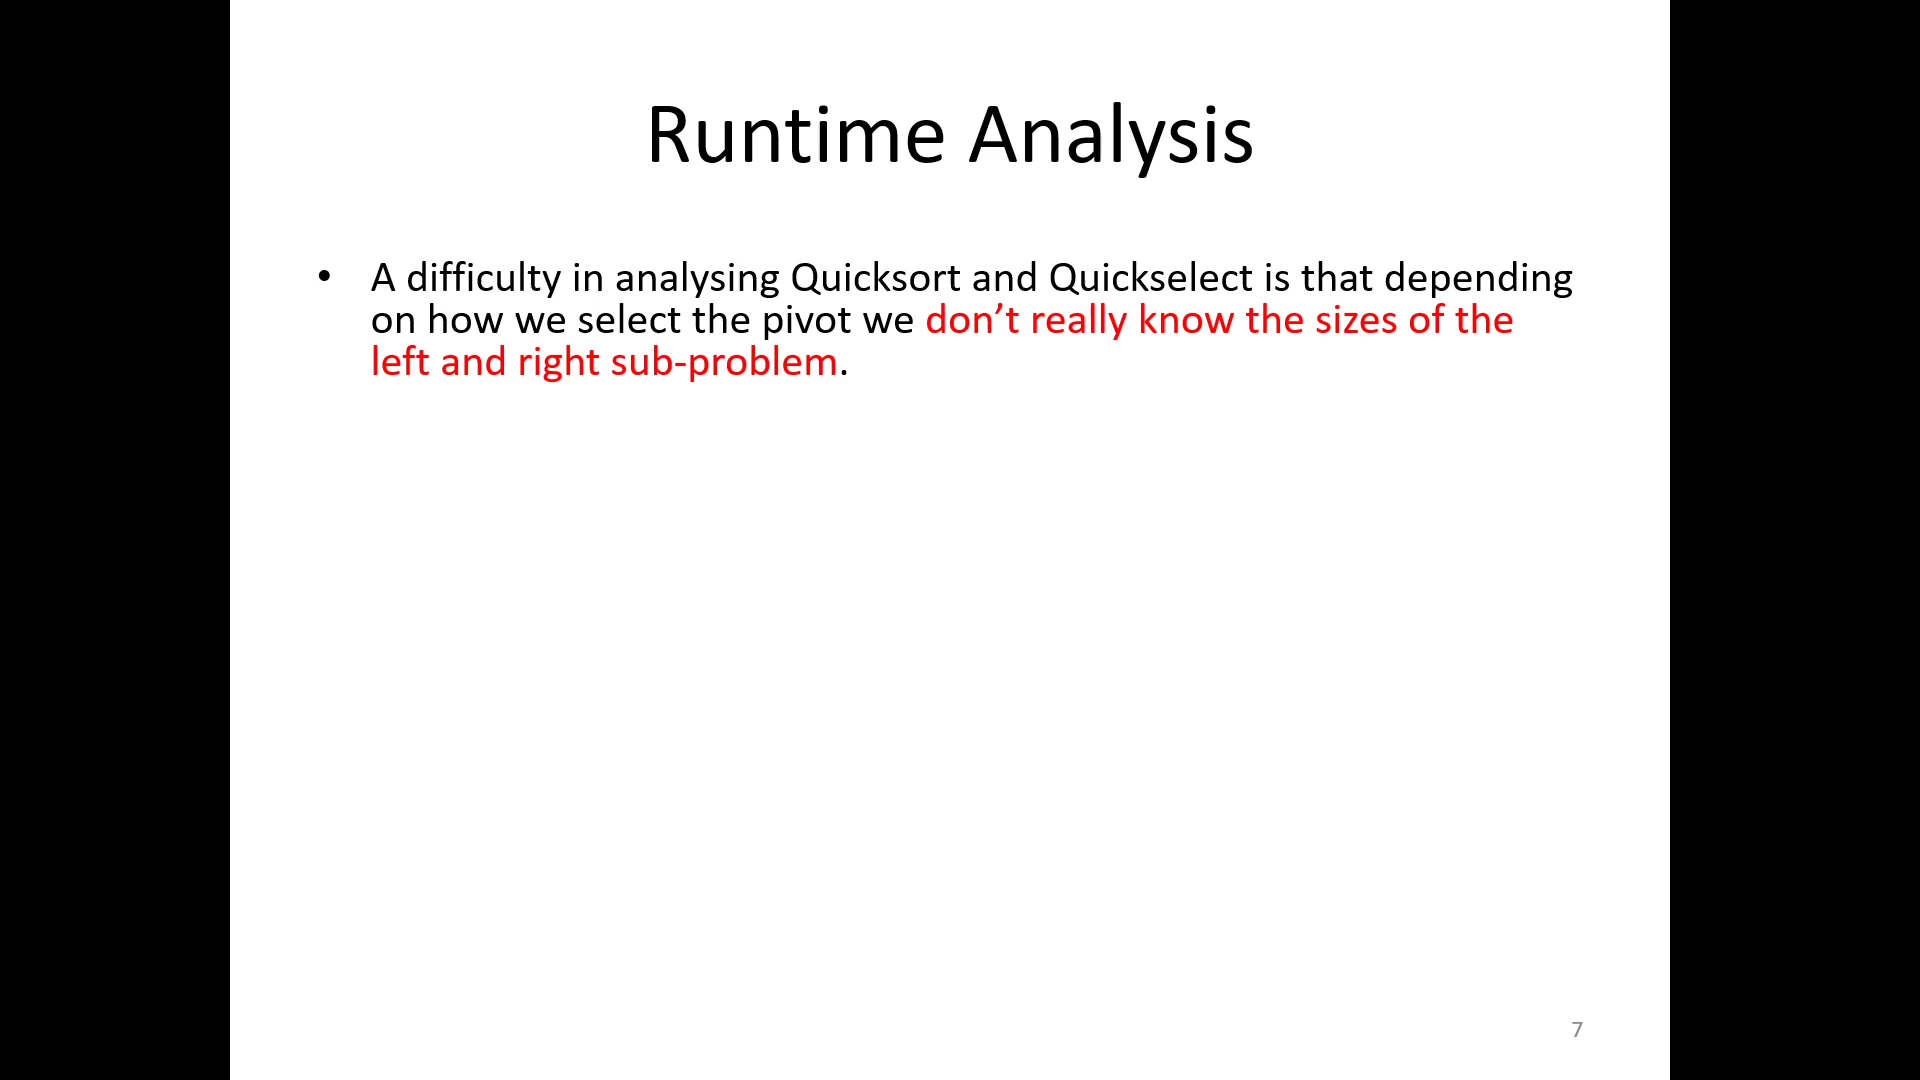 Runtime Analysis
• A difficulty in analysing Quicksort and Quickselect is that depending
on how we select the pivot we don’t really know the sizes of the
left and right sub-problem.
7